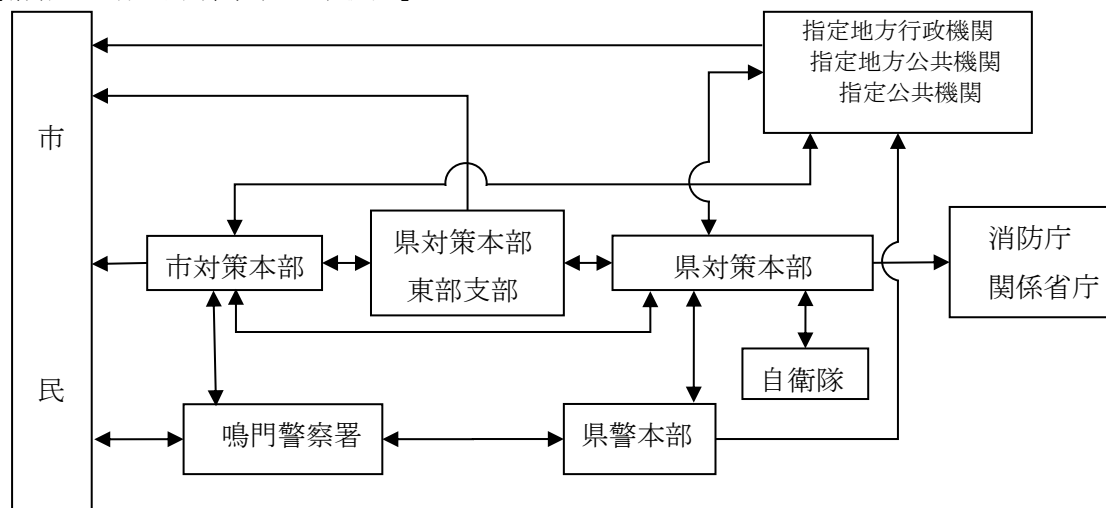 指定地方行政機関
指定地方公共機関
指定公共機関
市
民
県対策本部
東部支部
市対策本部
県対策本部
消防庁
関係省庁
自衛隊
鳴門警察署
県警本部